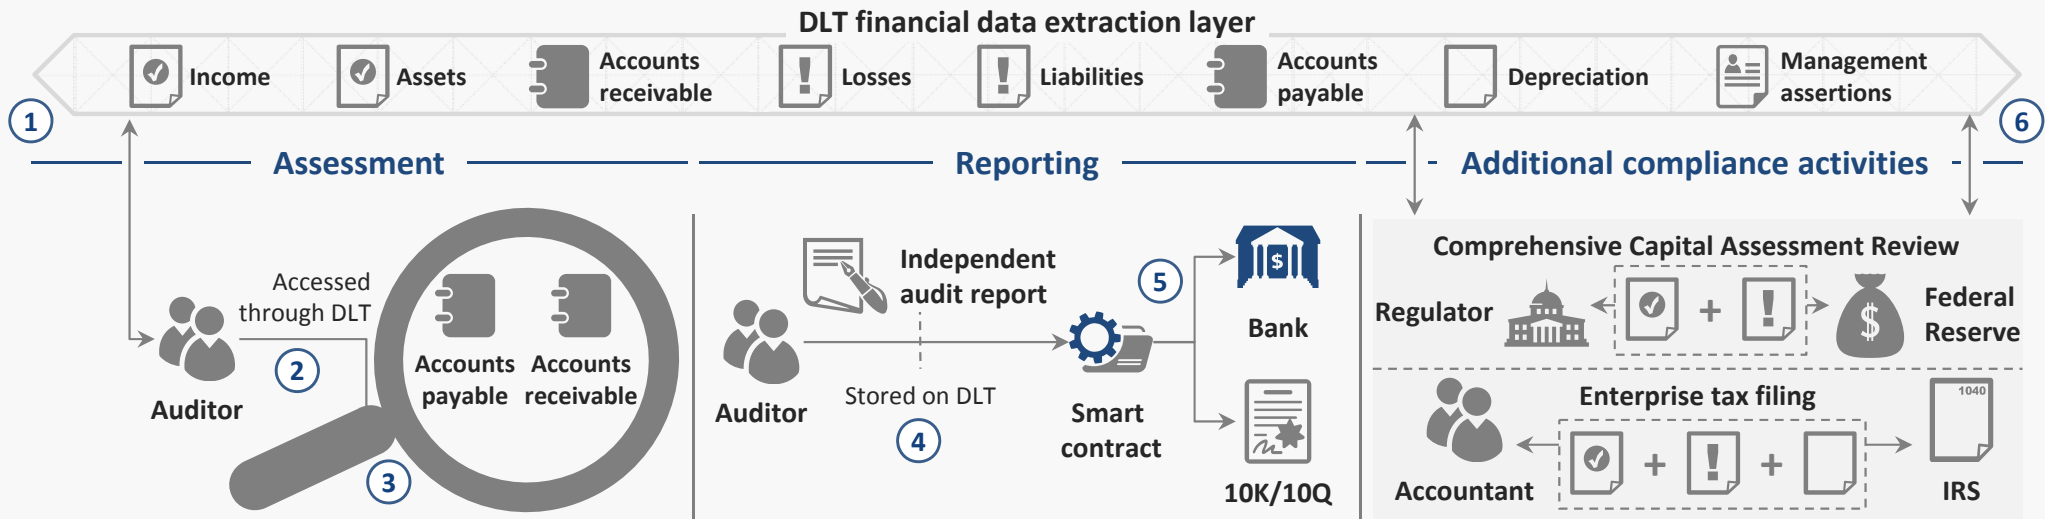 DLT financial data extraction layer
Income
Assets
Accounts
receivable
Losses
Liabilities
Accounts
payable
Depreciation
Management
assertions
1
6
Assessment
Reporting
Additional compliance activities
Accessed
through DLT
2
Auditor
Accounts
payable
Accounts
receivable
3
Independent
audit report
Auditor
Stored on DLT
4
Smart
contract
5
$
Bank
10K/10Q
Comprehensive Capital Assessment Review
Regulator
+
$
Federal
Reserve
Enterprise tax filing
Accountant
+
+
1040
IRS